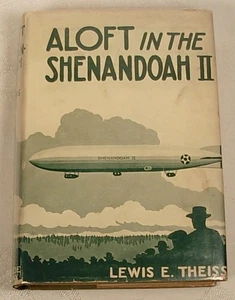 ALOFT IN THE
SHENANDOAH II
SHENANDOAH II
LEWIS E. THEISS